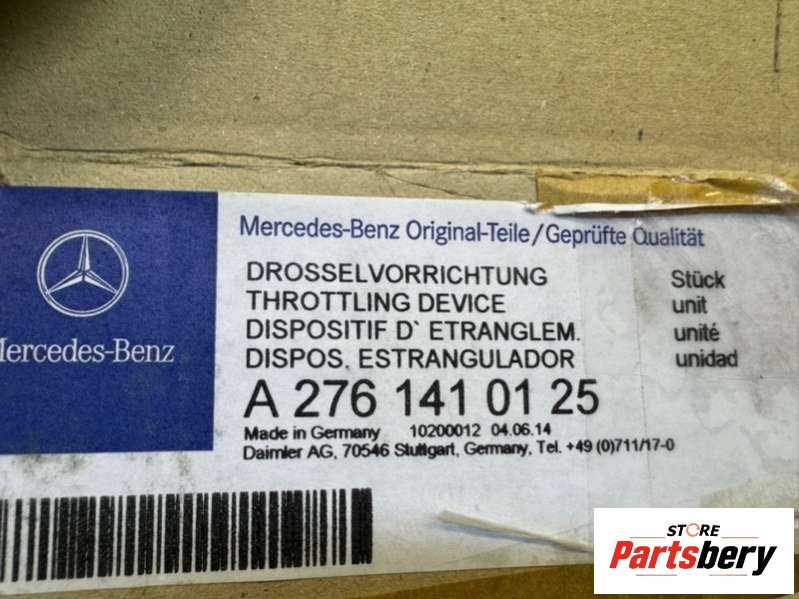 Mercedes-Benz Original-Teile/Geprüfte Qualität
DROSSELVORRICHTUNG Stück
THROTTLING DEVICE unit
DISPOSITIF D` ETRANGLEM. unité
DISPOS. ESTRANGULADOR unidad
Mercedes-Benz
A 276 141 01 25
Made in Germany 10200012 04.06.14
Daimler AG, 70546 Stuttgart, Germany, Tel. +49 (0)711/17-0
STORE
Partsbery